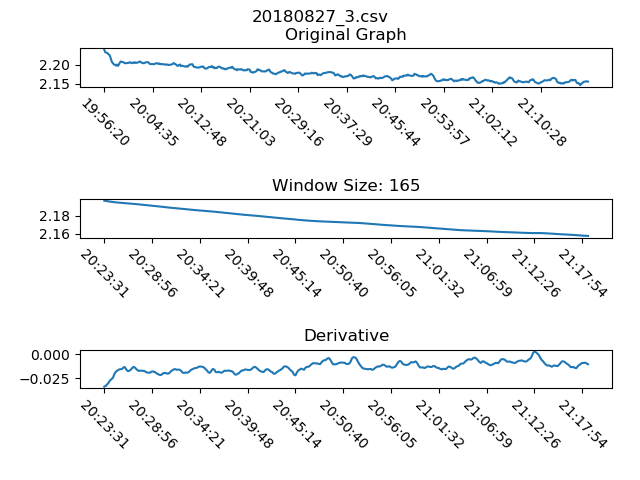 20180827_3.csv
Original Graph
2.20
2.15
19:56:20 20:04:35 20:12:48 20:21:03 20:29:16 20:37:29 20:45:44 20:53:57 21:02:12 21:10:28
Window Size: 165
2.18
2.16
20:23:31 20:28:56 20:34:21 20:39:48 20:45:14 20:50:40 20:56:05 21:01:32 21:06:59 21:12:26 21:17:54
Derivative
0.000
−0.025
20:23:31 20:28:56 20:34:21 20:39:48 20:45:14 20:50:40 20:56:05 21:01:32 21:06:59 21:12:26 21:17:54